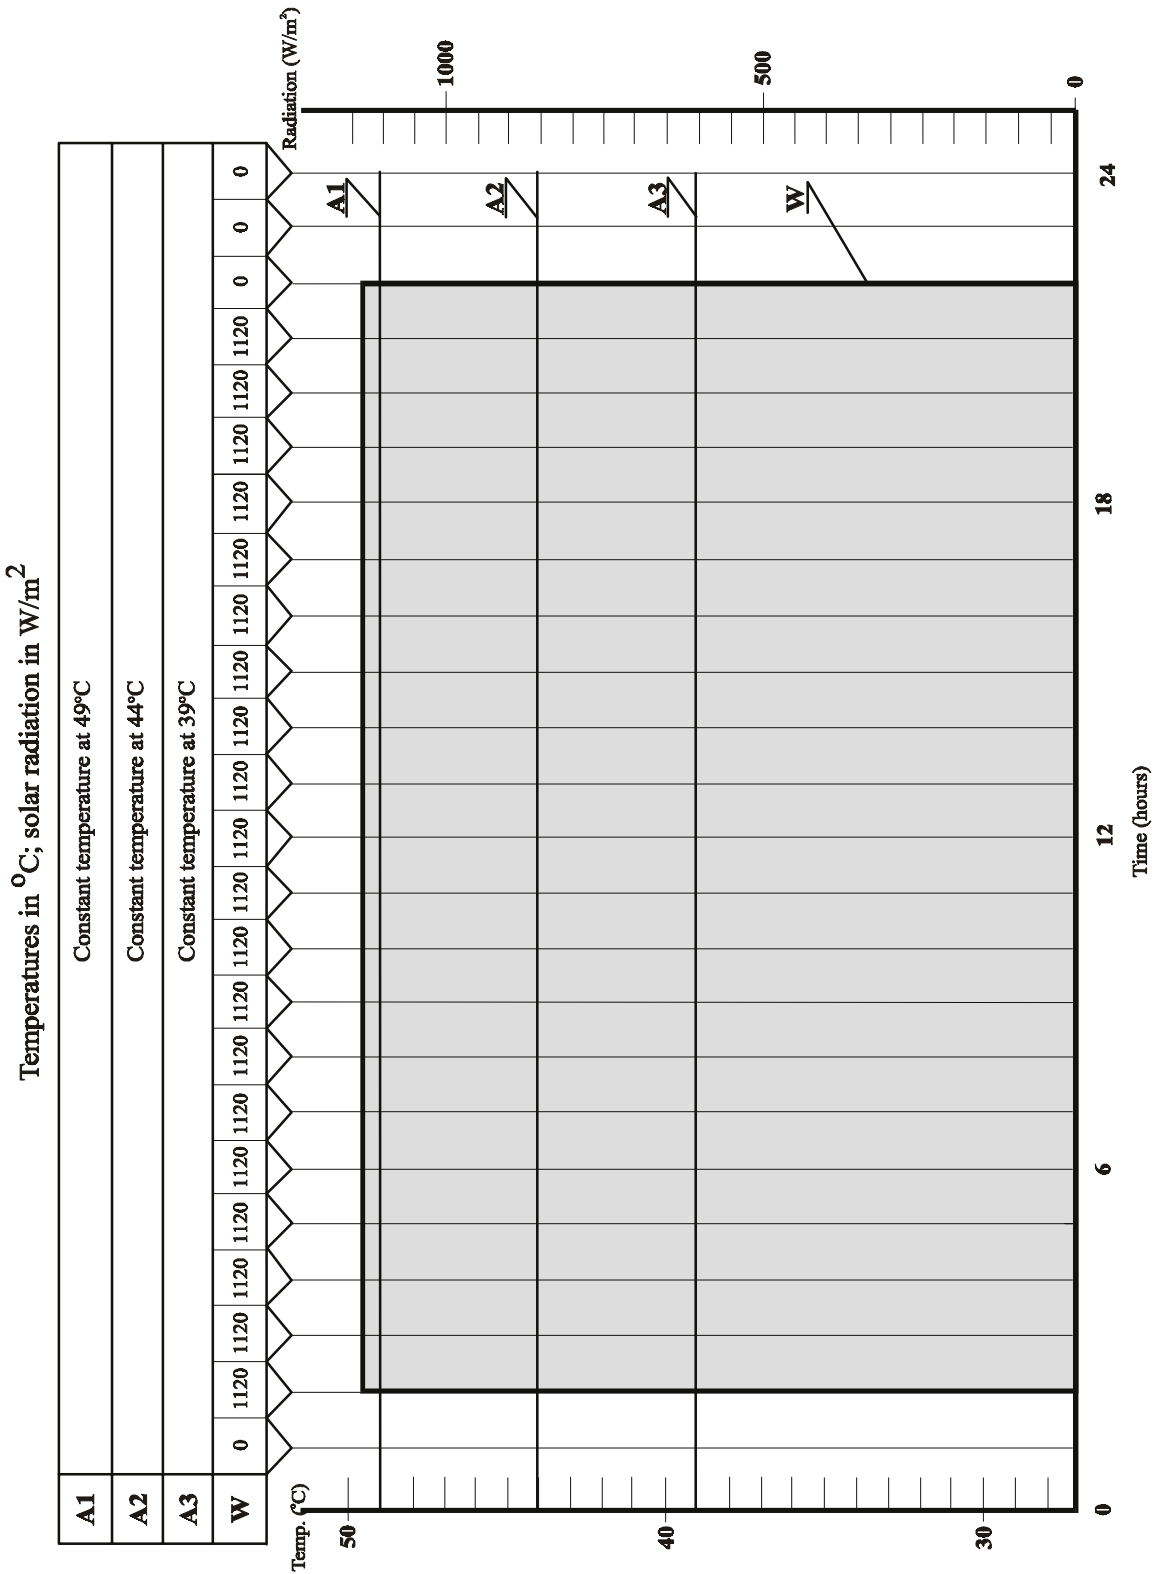 Temperatures in °C; solar radiation in W/m²
A1 Constant temperature at 49°C
A2 Constant temperature at 44°C
A3 Constant temperature at 39°C
W 0 1120 1120 1120 1120 1120 1120 1120 1120 1120 1120 1120 1120 1120 1120 1120 1120 1120 1120 1120 1120 0 0 0
Temp. (°C) Radiation (W/m²)
50 A1
1000
A2
40 A3
500
W
30
0
0 6 12 18 24
Time (hours)